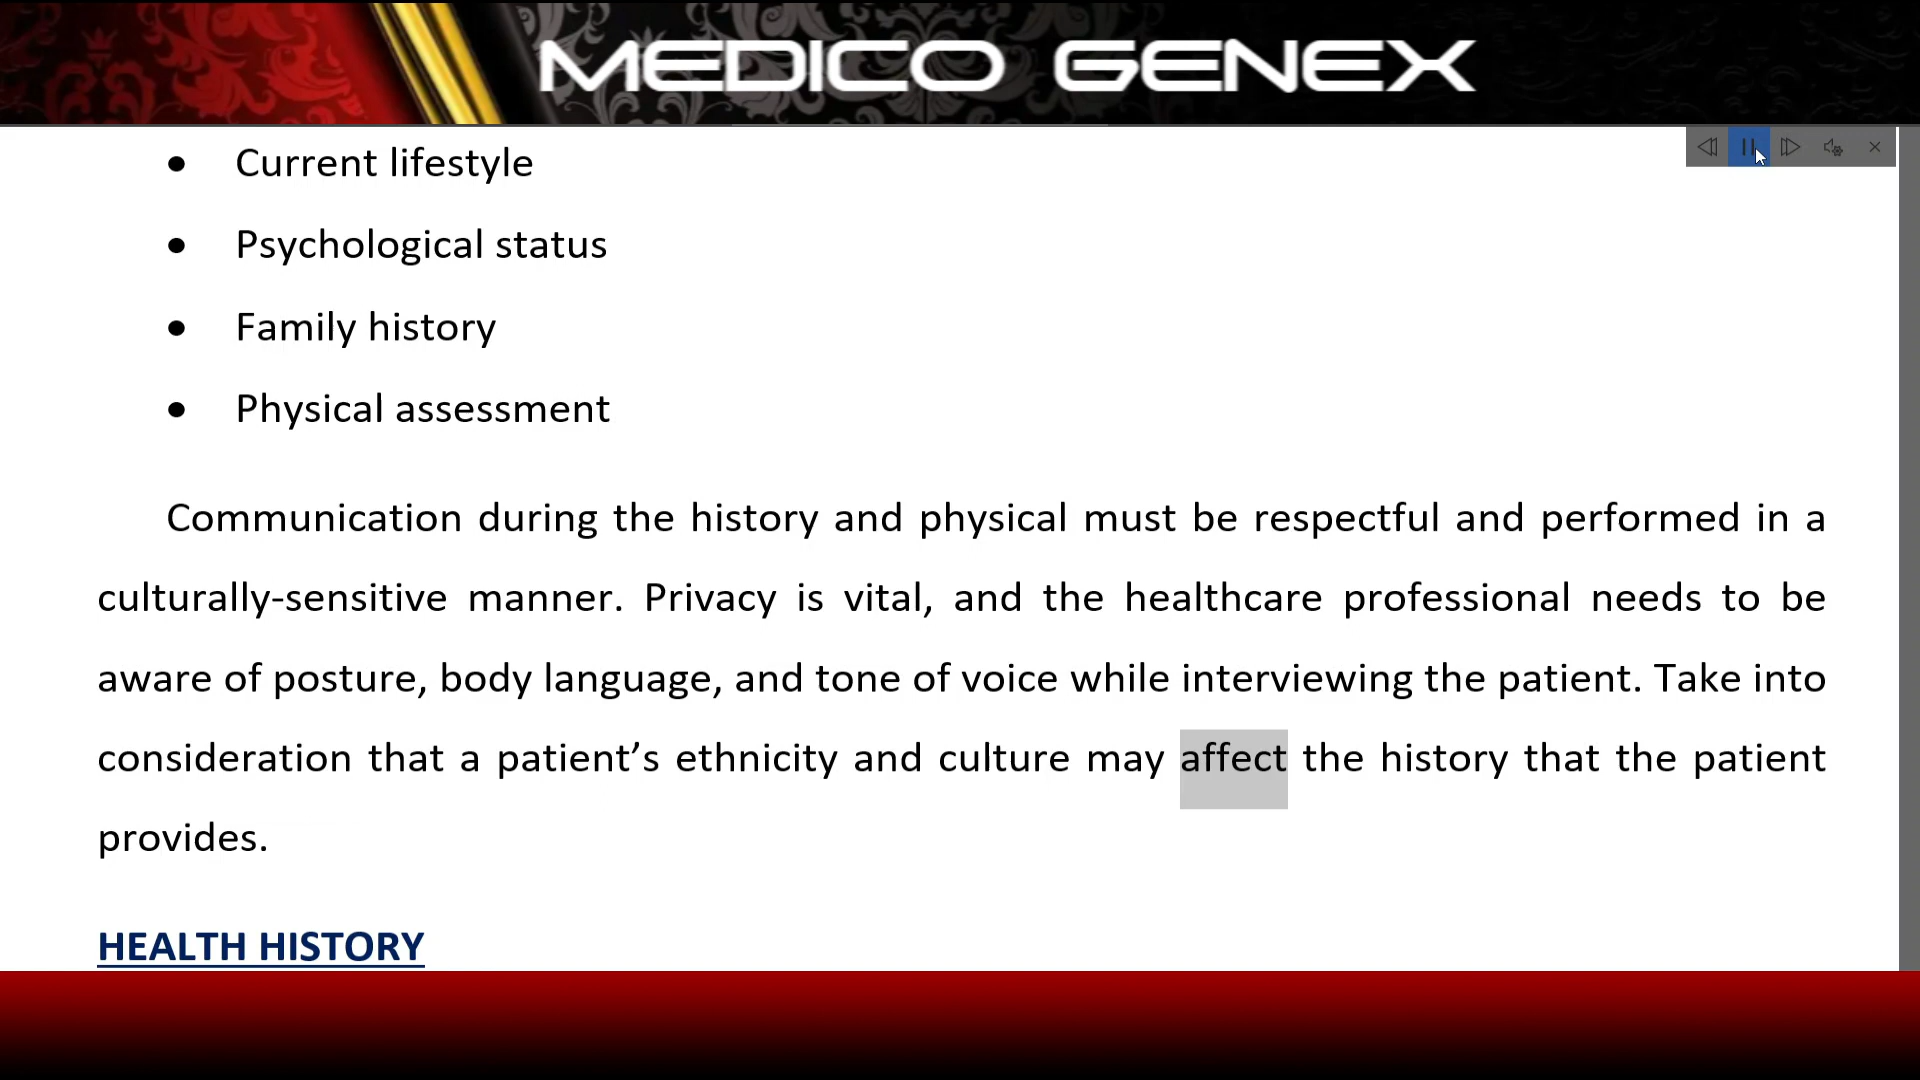 MEDICO GENEX
• Current lifestyle
• Psychological status
• Family history
• Physical assessment
Communication during the history and physical must be respectful and performed in a
culturally-sensitive manner. Privacy is vital, and the healthcare professional needs to be
aware of posture, body language, and tone of voice while interviewing the patient. Take into
consideration that a patient’s ethnicity and culture may affect the history that the patient
provides.
HEALTH HISTORY